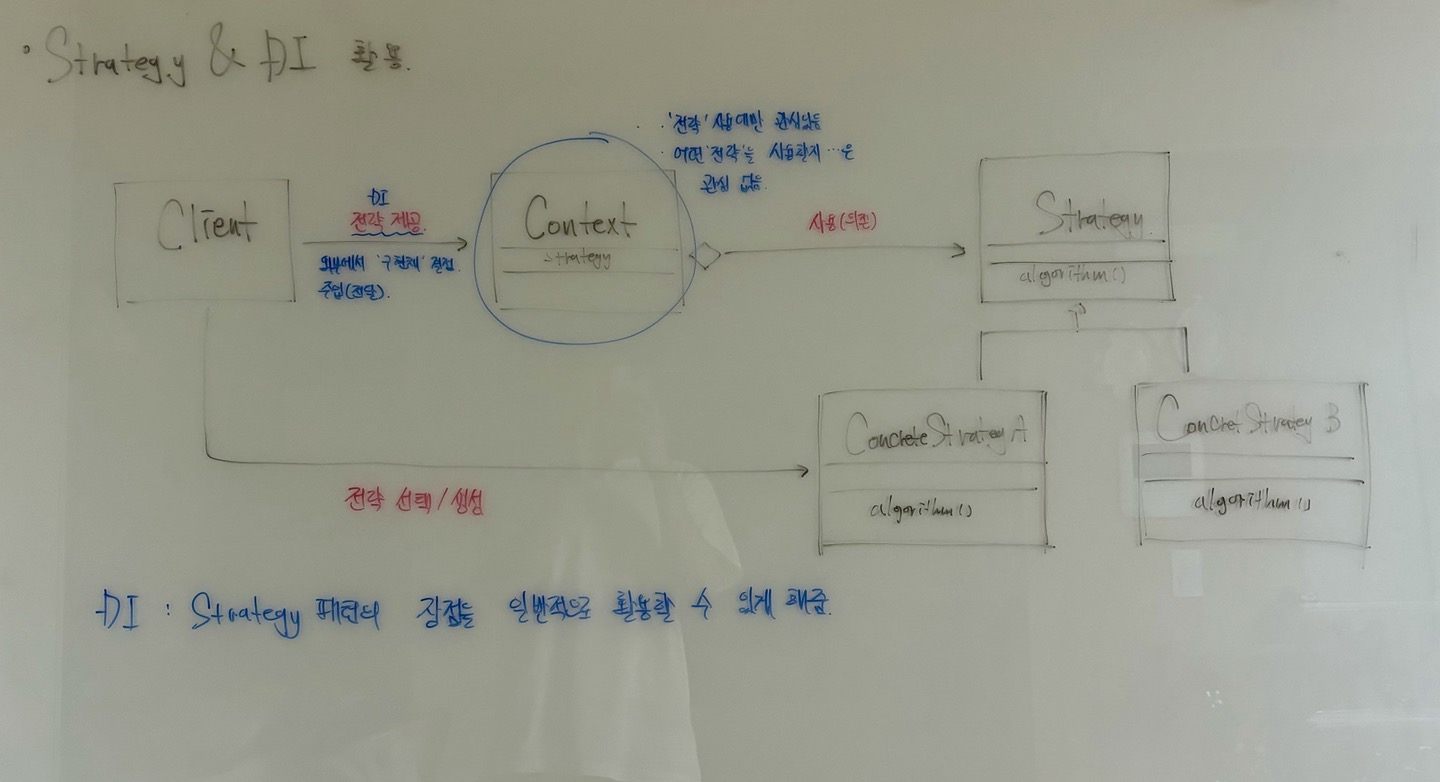 · Strategy & DI 활용.
· '전략' 사용에만 관심있음
· 어떤 '전략'을 사용할지 … 은
관심 없음.
Client
DI
전략 제공.
외부에서 '구현체' 결정.
주입(전달).
Context
strategy
사용(의존)
Strategy
algorithm()
Concrete Strategy A
algorithm()
Concret Stratey B
algorithm()
전략 선택/생성
DI : Strategy 패턴의 장점을 일반적으로 활용할 수 있게 해줌.